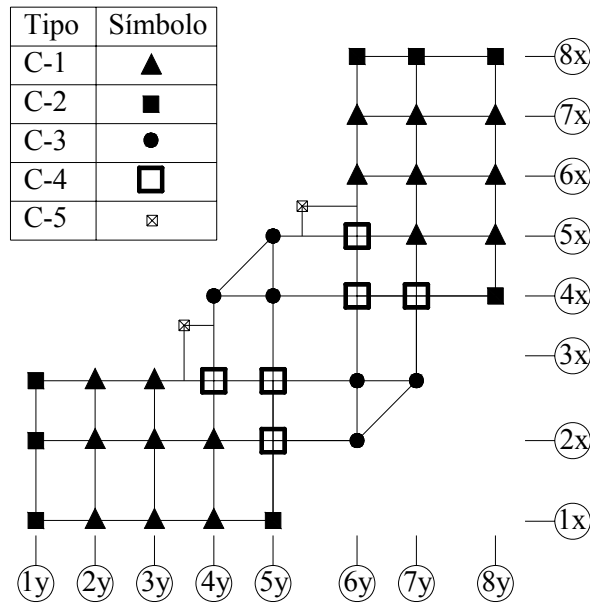 Tipo Símbolo
C-1
C-2
C-3
C-4
C-5
8x
7x
6x
5x
4x
3x
2x
1x
1y 2y 3y 4y 5y 6y 7y 8y